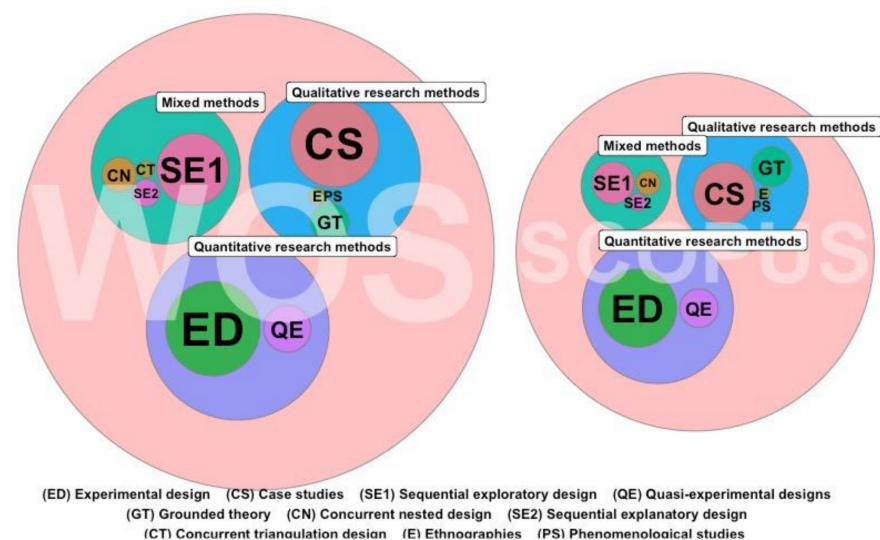 Mixed methods
Qualitative research methods
CS
CN
CT
SE1
SE2
E PS
GT
Quantitative research methods
ED
QE
WOS
Qualitative research methods
Mixed methods
GT
SE1
CN
SE2
CS
E
PS
Quantitative research methods
ED
QE
SCOPUS
(ED) Experimental design (CS) Case studies (SE1) Sequential exploratory design (QE) Quasi-experimental designs
(GT) Grounded theory (CN) Concurrent nested design (SE2) Sequential explanatory design
(CT) Concurrent triangulation design (E) Ethnographies (PS) Phenomenological studies